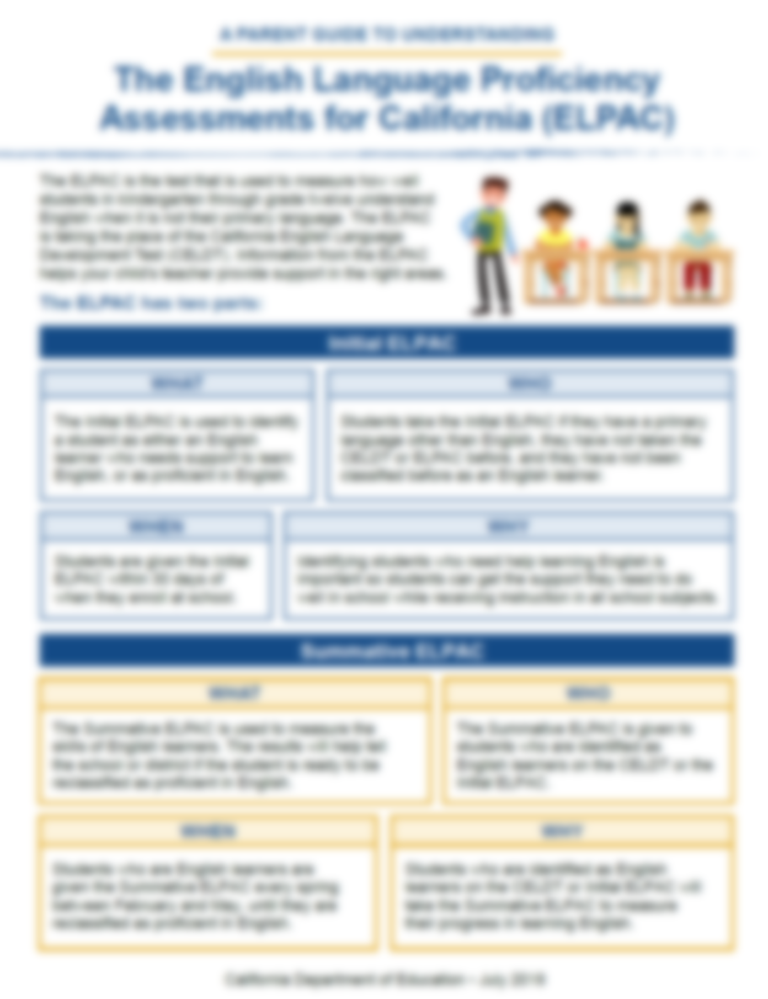 A PARENT GUIDE TO UNDERSTANDING
The English Language Proficiency
Assessments for California (ELPAC)
The ELPAC is the test that is used to measure how well
students in kindergarten through grade twelve understand
English when it is not their primary language. The ELPAC
is taking the place of the California English Language
Development Test (CELDT). Information from the ELPAC
helps your child's teacher provide support in the right areas.
The ELPAC has two parts:
Initial ELPAC
WHAT
The Initial ELPAC is used to identify
a student as either an English
learner who needs support to learn
English, or as proficient in English.
WHO
Students take the Initial ELPAC if they have a primary
language other than English, they have not taken the
CELDT or ELPAC before, and they have not been
classified before as an English learner.
WHEN
Students are given the Initial
ELPAC within 30 days of
when they enroll at school.
WHY
Identifying students who need help learning English is
important so students can get the support they need to do
well in school while receiving instruction in all school subjects.
Summative ELPAC
WHAT
The Summative ELPAC is used to measure the
skills of English learners. The results will help tell
the school or district if the student is ready to be
reclassified as proficient in English.
WHO
The Summative ELPAC is given to
students who are identified as
English learners on the CELDT or the
Initial ELPAC.
WHEN
Students who are English learners are
given the Summative ELPAC every spring
between February and May, until they are
reclassified as proficient in English.
WHY
Students who are identified as English
learners on the CELDT or Initial ELPAC will
take the Summative ELPAC to measure
their progress in learning English.
California Department of Education – July